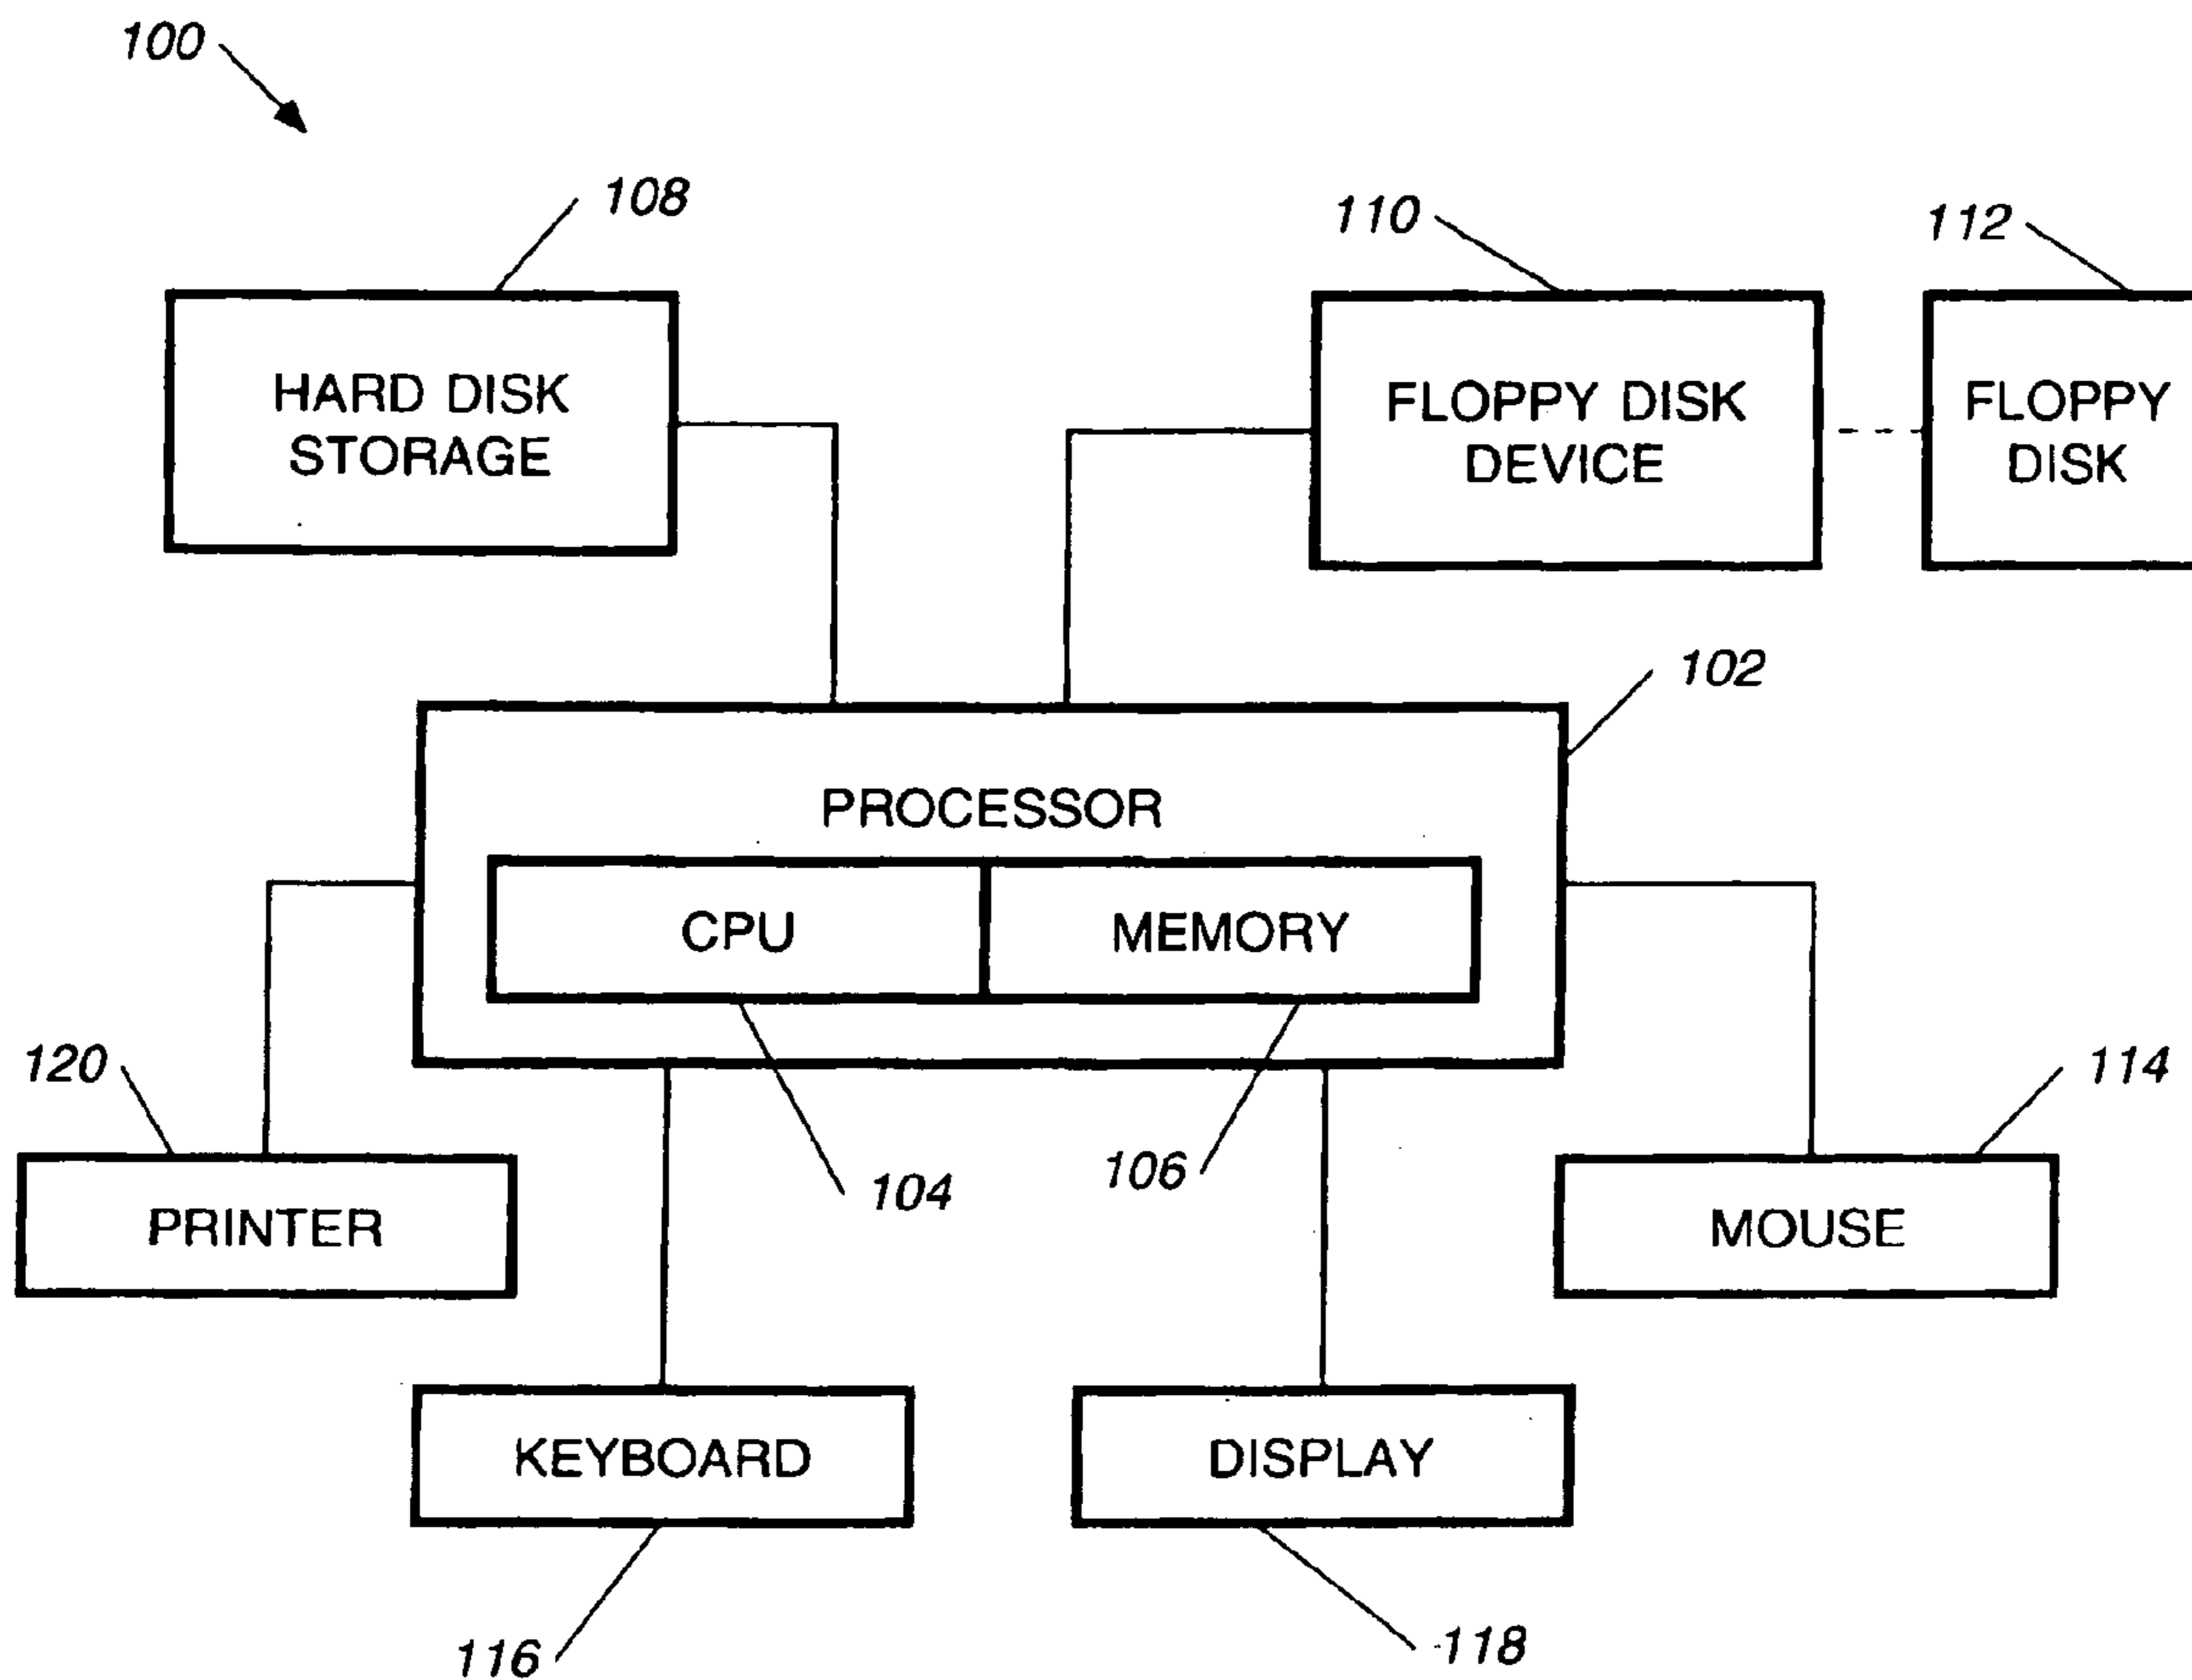 100
108
110
112
HARD DISK
STORAGE
FLOPPY DISK
DEVICE
FLOPPY
DISK
102
PROCESSOR
CPU
MEMORY
120
114
104
106
PRINTER
MOUSE
KEYBOARD
DISPLAY
116
118